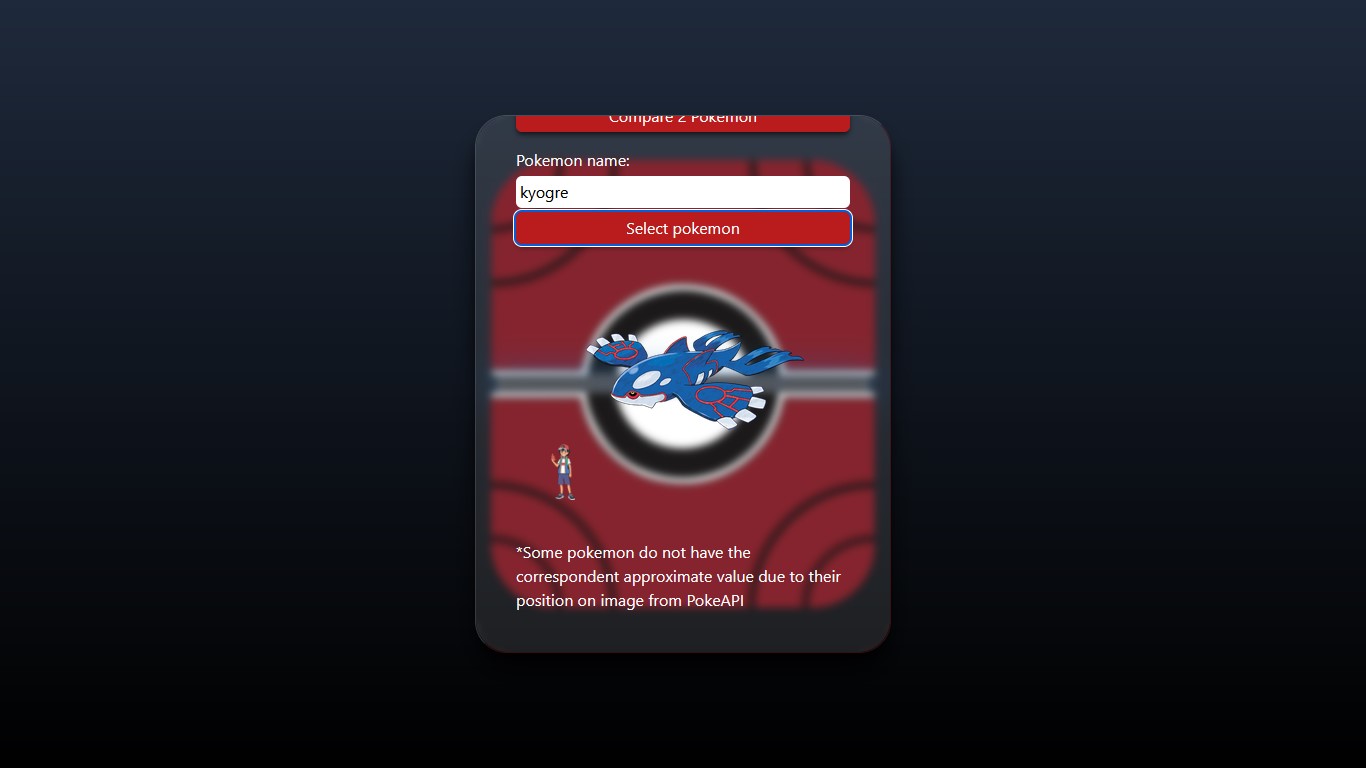 Compare 2 Pokemon
Pokemon name:
kyogre
Select pokemon
*Some pokemon do not have the
correspondent approximate value due to their
position on image from PokeAPI